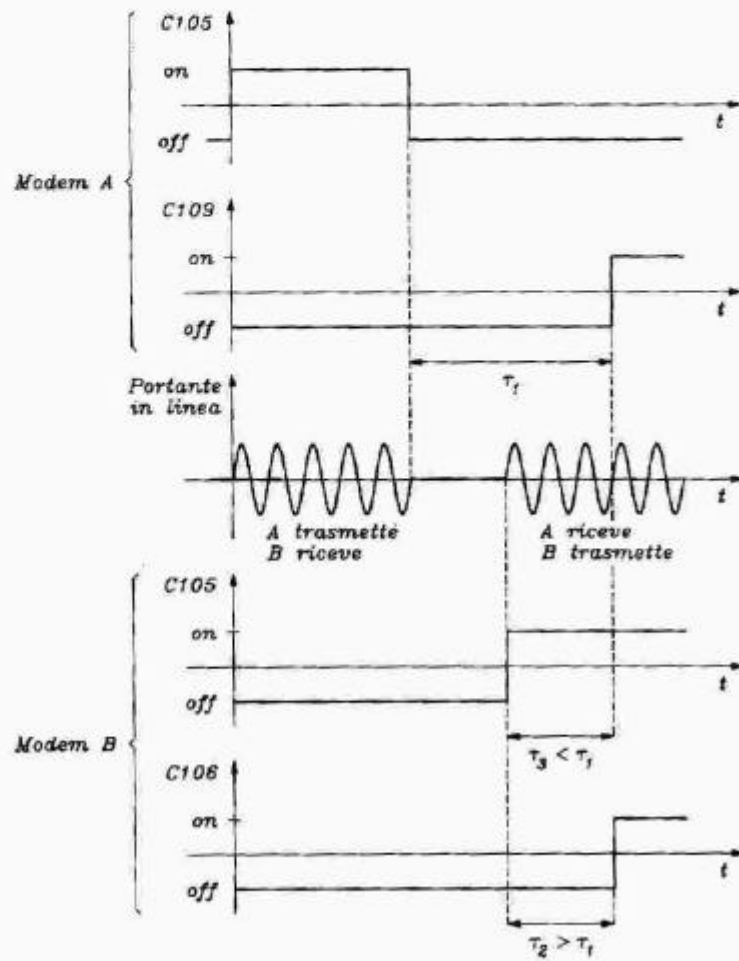 C105
on
t
off
Modem A
C109
on
t
off
τ₁
Portante
in linea
t
A trasmette
B riceve
A riceve
B trasmette
C105
on
t
off
Modem B
τ₃ < τ₁
C106
on
t
off
τ₂ > τ₁